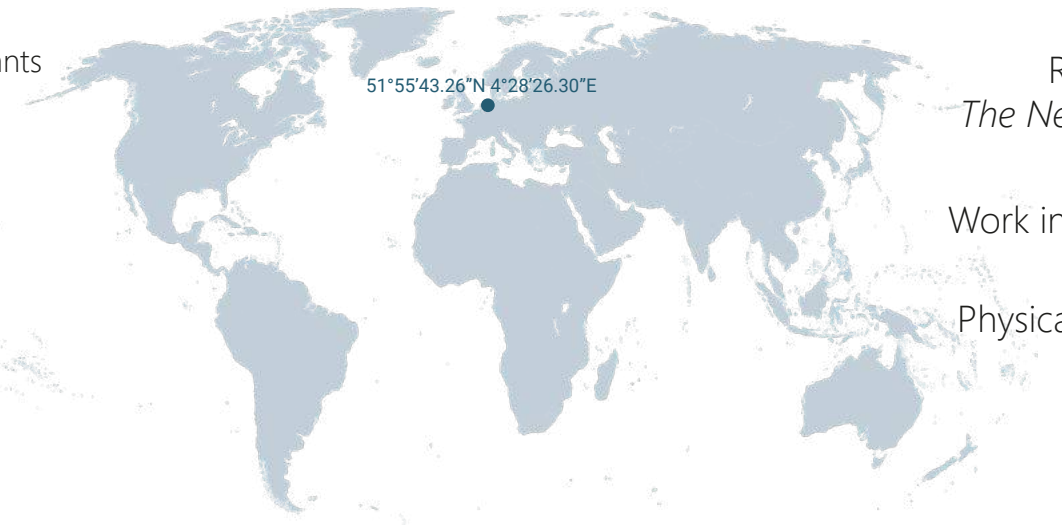 ants
51°55’43.26”N 4°28’26.30”E
R
The Ne
Work in
Physica